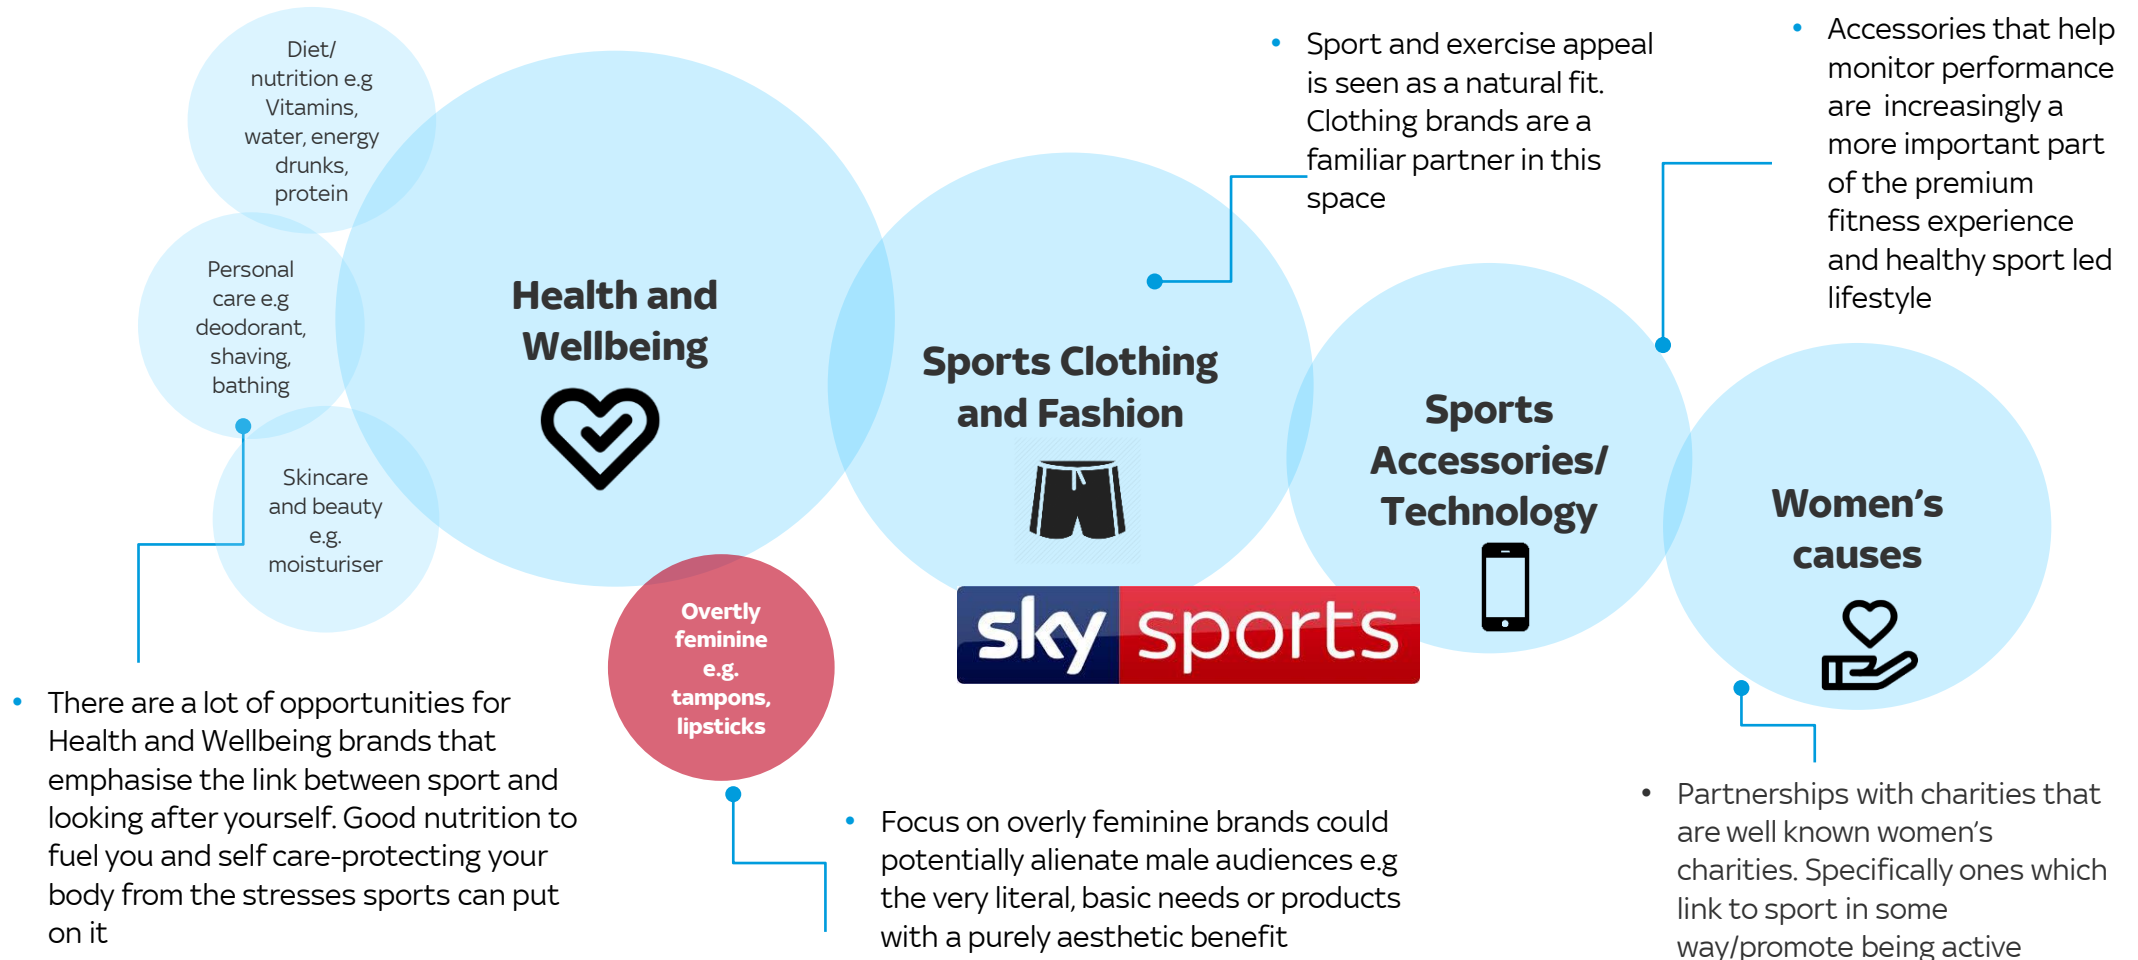 Diet/
nutrition e.g
Vitamins,
water, energy
drunks,
protein
Personal
care e.g
deodorant,
shaving,
bathing
Skincare
and beauty
e.g.
moisturiser
Health and
Wellbeing
Overtly
feminine
e.g.
tampons,
lipsticks
Sports Clothing
and Fashion
sky sports
Sports
Accessories/
Technology
Women's
causes
• Sport and exercise appeal
is seen as a natural fit.
Clothing brands are a
familiar partner in this
space
• Accessories that help
monitor performance
are increasingly a
more important part
of the premium
fitness experience
and healthy sport led
lifestyle
• There are a lot of opportunities for
Health and Wellbeing brands that
emphasise the link between sport and
looking after yourself. Good nutrition to
fuel you and self care-protecting your
body from the stresses sports can put
on it
• Focus on overly feminine brands could
potentially alienate male audiences e.g
the very literal, basic needs or products
with a purely aesthetic benefit
• Partnerships with charities that
are well known women's
charities. Specifically ones which
link to sport in some
way/promote being active